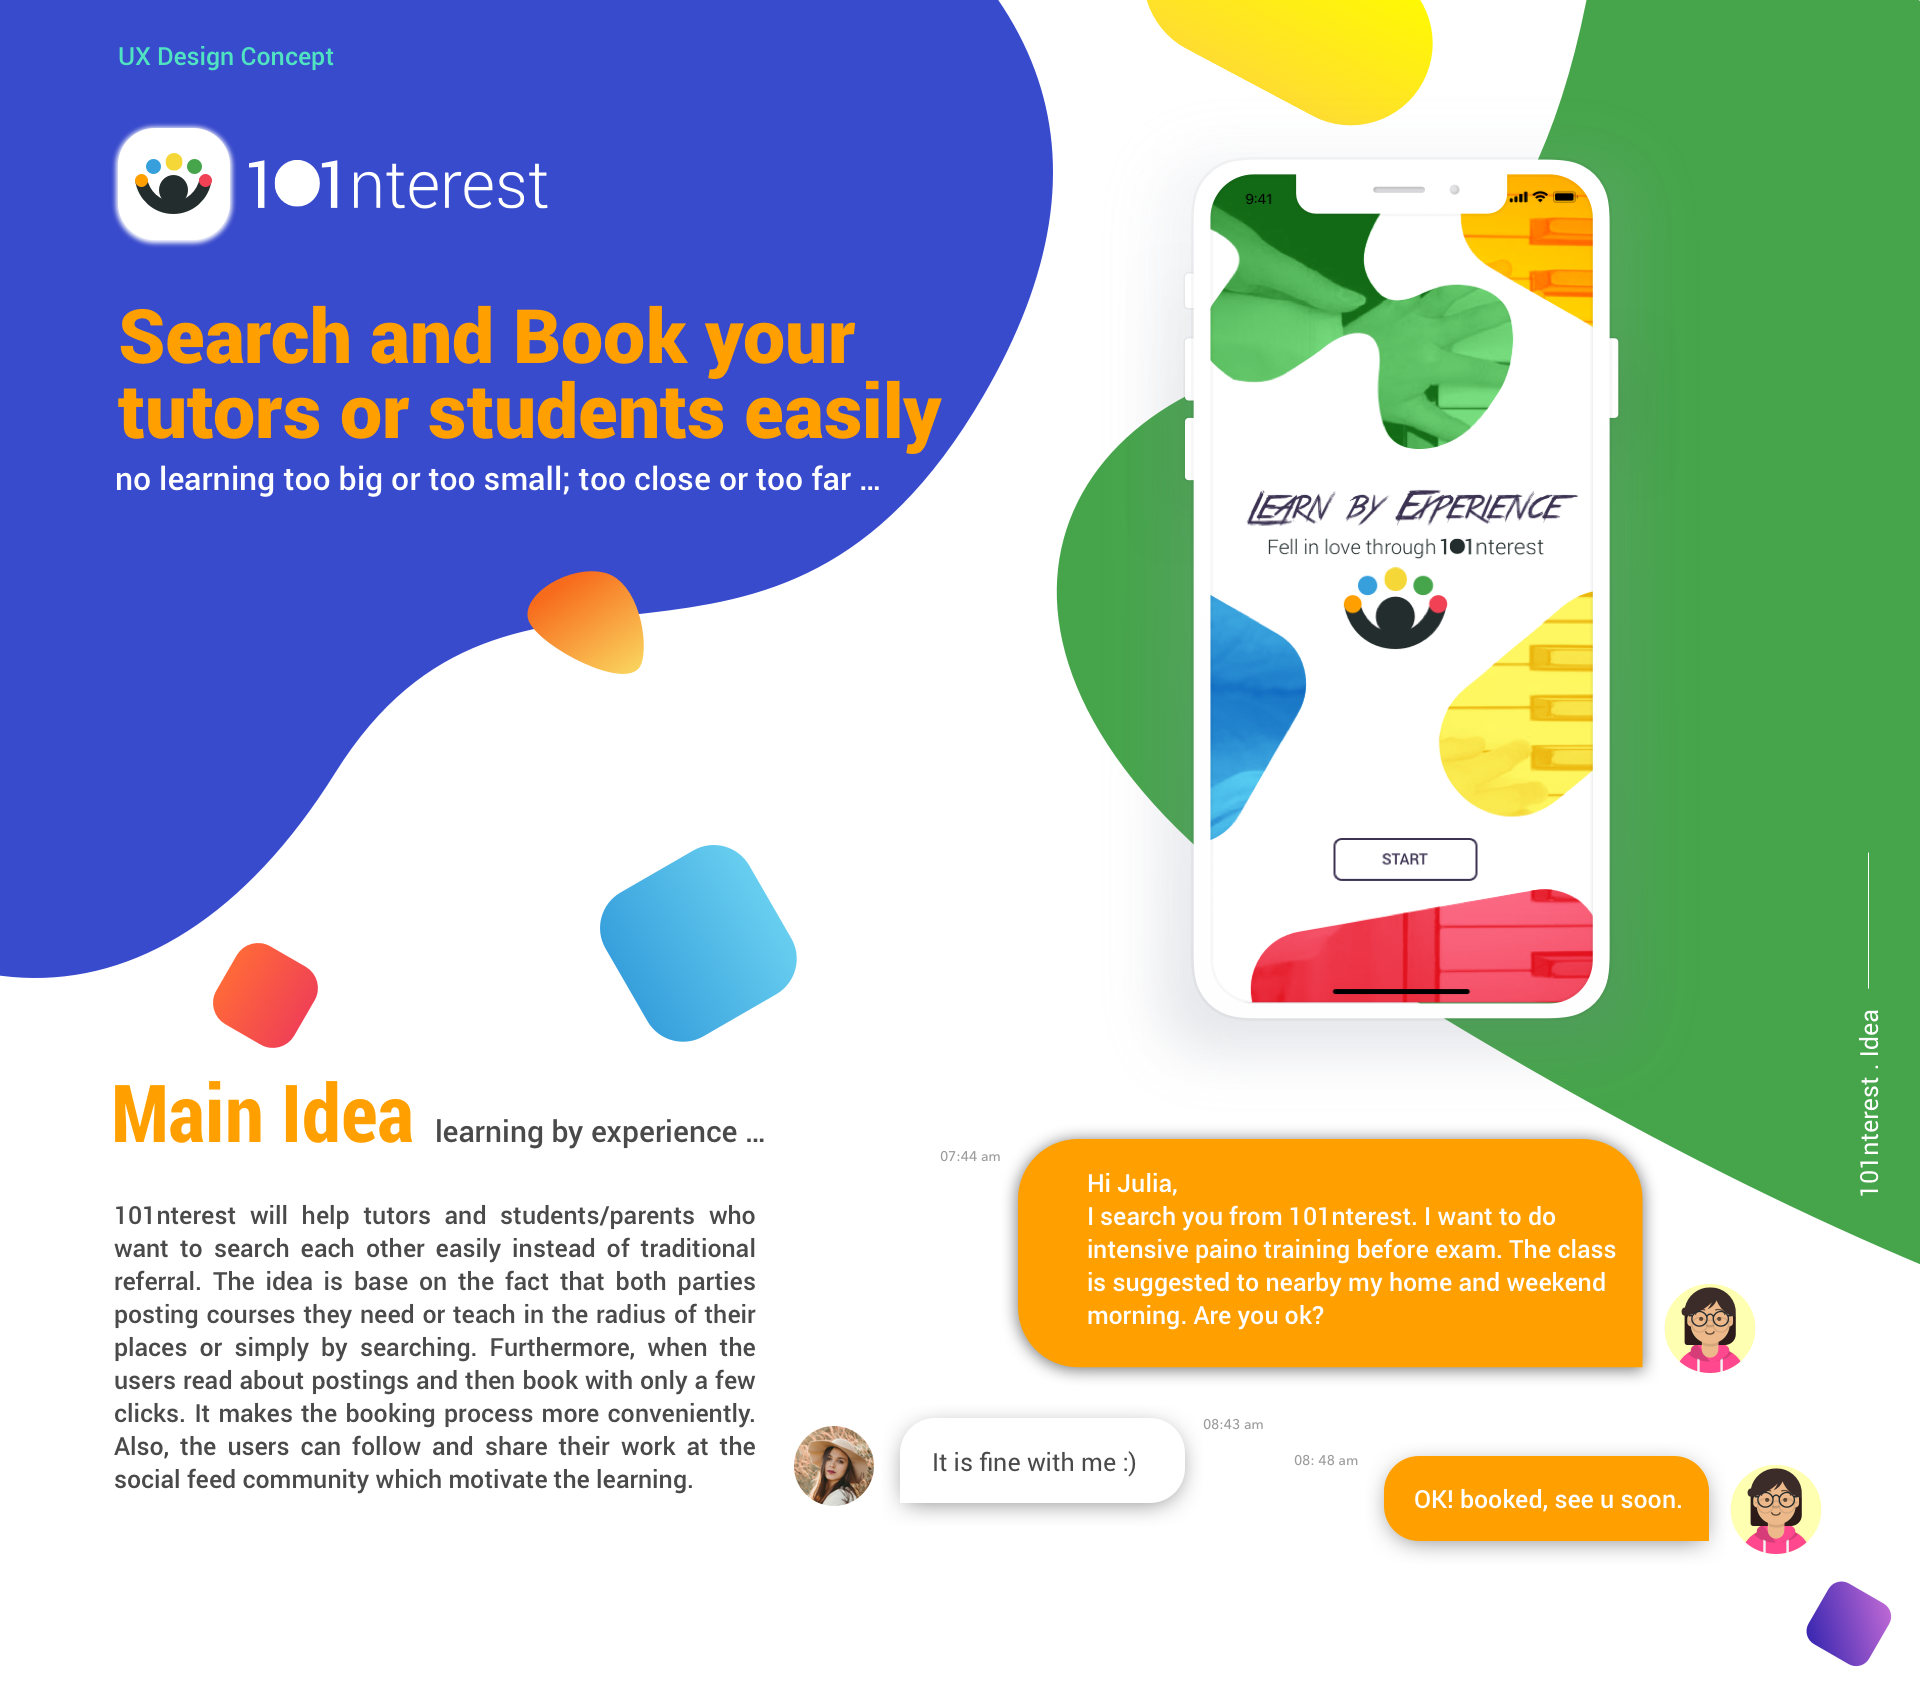 UX Design Concept
101nterest
Search and Book your
tutors or students easily
no learning too big or too small; too close or too far ...
9:41
LEARN BY EXPERIENCE
Fell in love through 101nterest
START
101nterest . Idea
Main Idea learning by experience ...
101nterest will help tutors and students/parents who
want to search each other easily instead of traditional
referral. The idea is base on the fact that both parties
posting courses they need or teach in the radius of their
places or simply by searching. Furthermore, when the
users read about postings and then book with only a few
clicks. It makes the booking process more conveniently.
Also, the users can follow and share their work at the
social feed community which motivate the learning.
07:44 am
Hi Julia,
I search you from 101nterest. I want to do
intensive paino training before exam. The class
is suggested to nearby my home and weekend
morning. Are you ok?
It is fine with me :)
08:43 am
08: 48 am
OK! booked, see u soon.